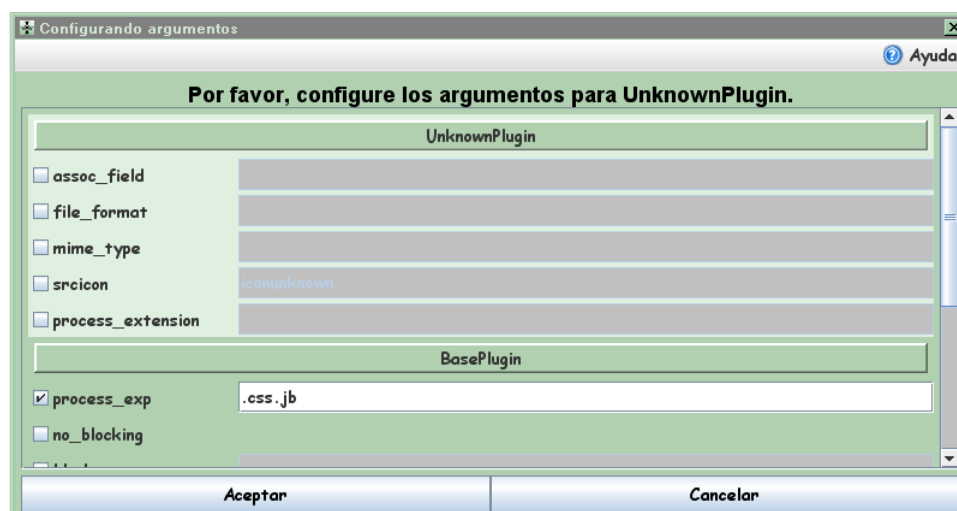 Configurando argumentos
Ayuda
Por favor, configure los argumentos para UnknownPlugin.
UnknownPlugin
assoc_field
file_format
mime_type
srcicon iconunknown
process_extension
BasePlugin
process_exp .css.jb
no_blocking
Aceptar Cancelar